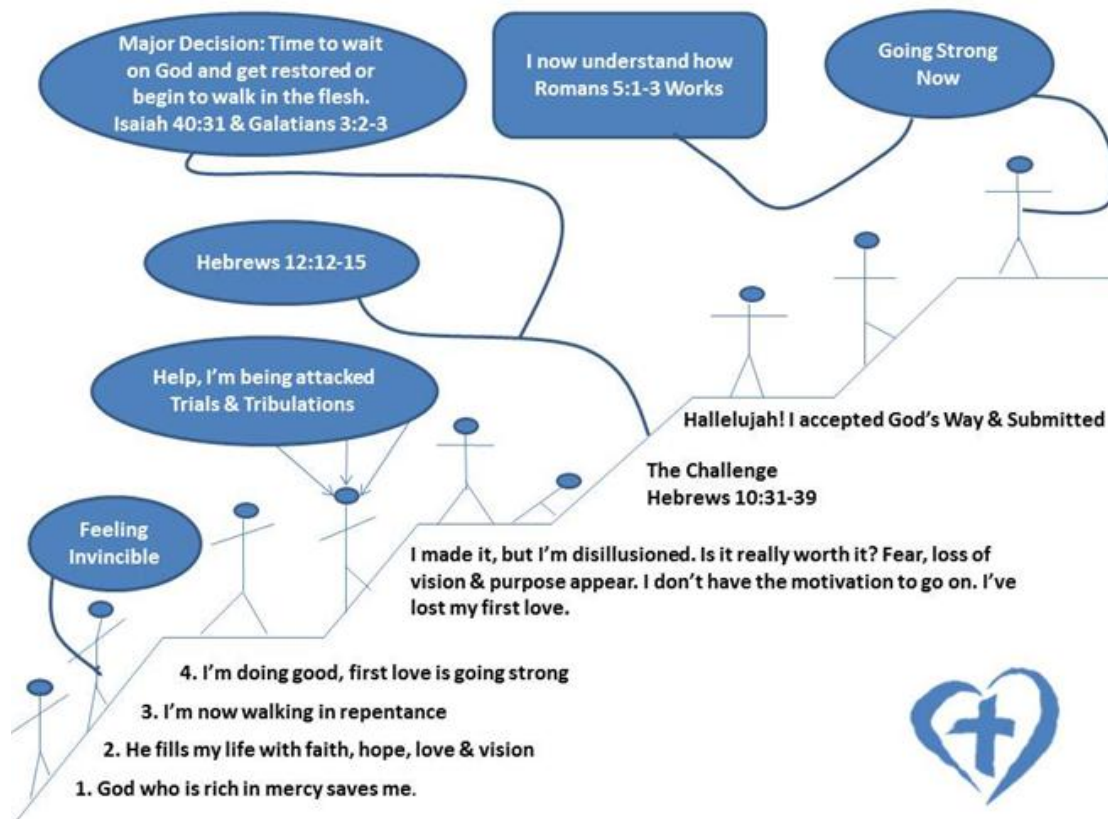 Major Decision: Time to wait
on God and get restored or
begin to walk in the flesh.
Isaiah 40:31 & Galatians 3:2-3
I now understand how
Romans 5:1-3 Works
Going Strong
Now
Hebrews 12:12-15
Help, I'm being attacked
Trials & Tribulations
Hallelujah! I accepted God's Way & Submitted
The Challenge
Hebrews 10:31-39
Feeling
Invincible
I made it, but I'm disillusioned. Is it really worth it? Fear, loss of
vision & purpose appear. I don't have the motivation to go on. I've
lost my first love.
4. I'm doing good, first love is going strong
3. I'm now walking in repentance
2. He fills my life with faith, hope, love & vision
1. God who is rich in mercy saves me.